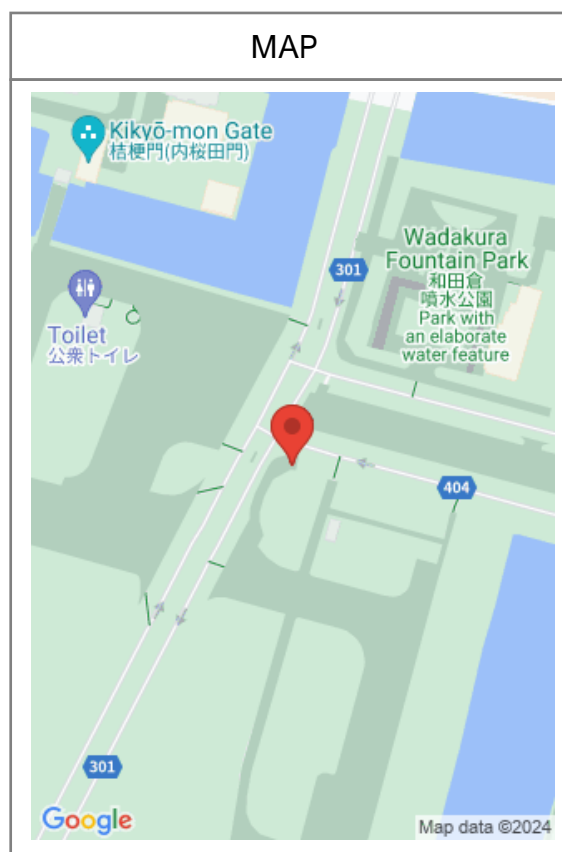 MAP
Kikyō-mon Gate
桔梗門(内桜田門)
301
Wadakura
Fountain Park
和田倉
噴水公園
Park with
an elaborate
water feature
Toilet
公衆トイレ
404
301
Google
Map data ©2024